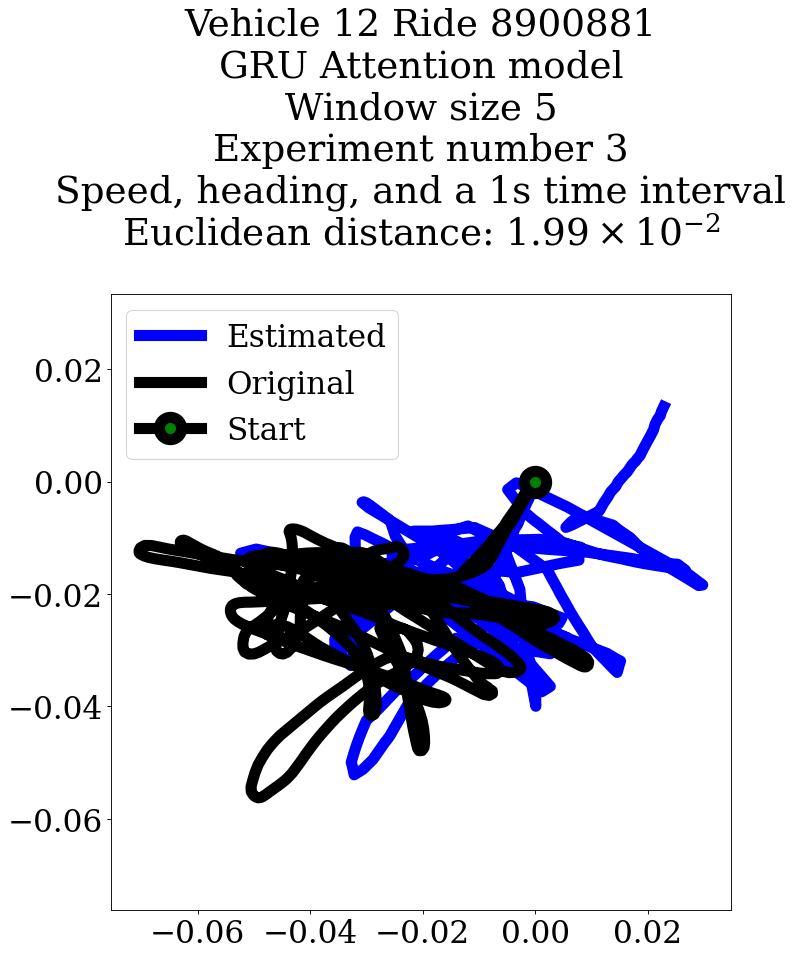 Vehicle 12 Ride 8900881
GRU Attention model
Window size 5
Experiment number 3
Speed, heading, and a 1s time interval
Euclidean distance: 1.99 × 10⁻²
Estimated
Original
Start
0.02
0.00
−0.02
−0.04
−0.06
−0.06 −0.04 −0.02 0.00 0.02